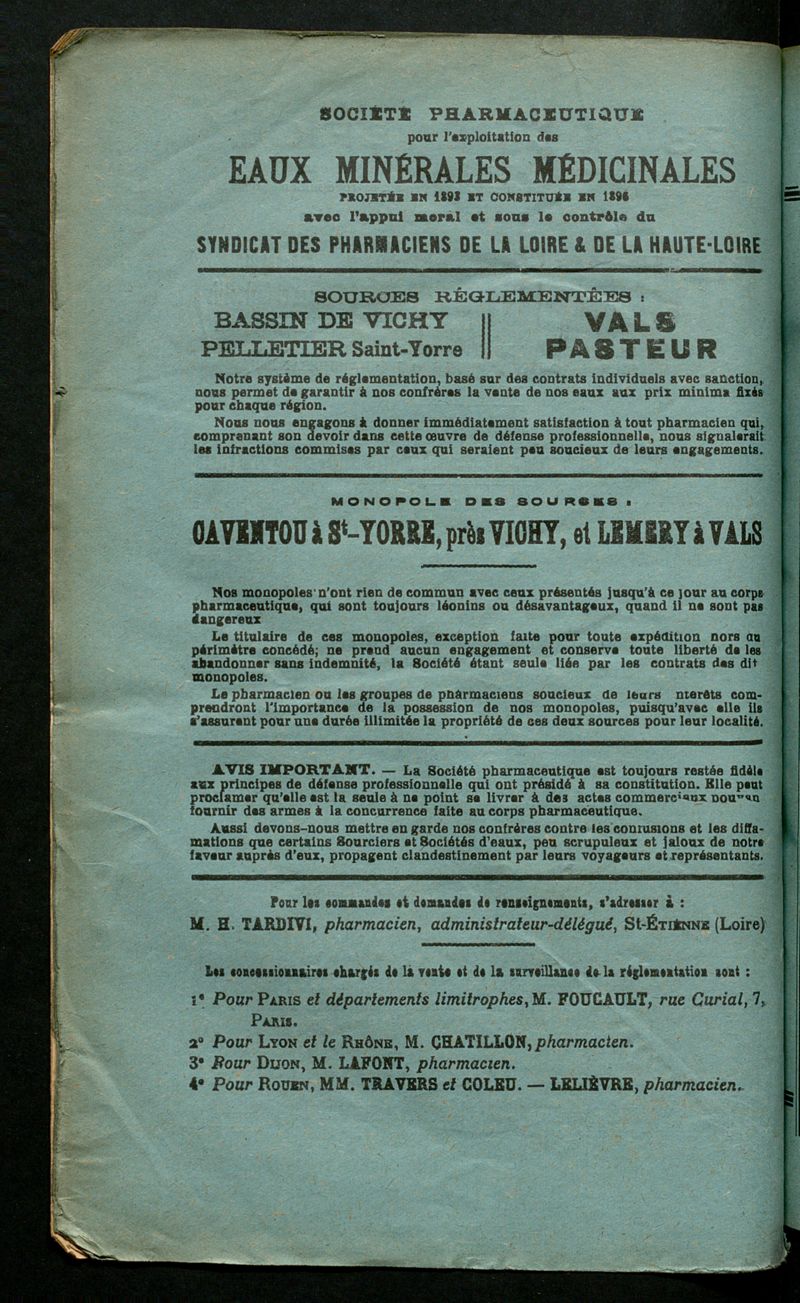 SOCIÉTÉ PHARMACEUTIQUE
pour l'exploitation des
EAUX MINÉRALES MÉDICINALES
PROJETÉE EN 1893 ET CONSTITUÉE EN 1896
avec l'appui moral et sous le contrôle du
SYNDICAT DES PHARMACIENS DE LA LOIRE & DE LA HAUTE-LOIRE
SOURCES RÉGLEMENTÉES :
BASSIN DE VICHY
PELLETIER Saint-Yorre
VALS
PASTEUR
Notre système de réglementation, basé sur des contrats individuels avec sanction,
nous permet de garantir à nos confrères la vente de nos eaux aux prix minima fixés
pour chaque région.
Nous nous engagons à donner immédiatement satisfaction à tout pharmacien qui,
comprenant son devoir dans cette œuvre de défense professionnelle, nous signalerait
les infractions commises par ceux qui seraient peu soucieux de leurs engagements.
MONOPOLE DES SOURCES :
CAVENTOU à St-YORRE, près VICHY, et LEMERY à VALS
Nos monopoles n'ont rien de commun avec ceux présentés jusqu'à ce jour au corps
pharmaceutique, qui sont toujours léonins ou désavantageux, quand il ne sont pas
dangereux
Le titulaire de ces monopoles, exception faite pour toute expédition hors du
périmètre concédé; ne prend aucun engagement et conserve toute liberté de les
abandonner sans indemnité, la Société étant seule liée par les contrats des dit
monopoles.
Le pharmacien ou les groupes de pharmaciens soucieux de leurs nterêts com-
prendront l'importance de la possession de nos monopoles, puisqu'avec elle ils
s'assurent pour une durée illimitée la propriété de ces deux sources pour leur localité.
AVIS IMPORTANT. — La Société pharmaceutique est toujours restée fidèle
aux principes de défense professionnelle qui ont présidé à sa constitution. Elle peut
proclamer qu'elle est la seule à ne point se livrer à des actes commerciaux pouvan
fournir des armes à la concurrence faite au corps pharmaceutique.
Aussi devons-nous mettre en garde nos confrères contre les confusions et les diffa-
mations que certains Sourciers et Sociétés d'eaux, peu scrupuleux et jaloux de notre
faveur auprès d'eux, propagent clandestinement par leurs voyageurs et représentants.
Pour les commandes et demandes de renseignements, s'adresser à :
M. H. TARDIVI, pharmacien, administrateur-délégué, St-ÉTIENNE (Loire)
Les concessionnaires chargés de la vente et de la surveillance de la réglementation sont :
1° Pour PARIS et départements limitrophes, M. FOUCAULT, rue Curial, 7,
PARIS.
2° Pour LYON et le RHÔNE, M. CHATILLON, pharmacien.
3° Pour DIJON, M. LAFONT, pharmacien.
4° Pour ROUEN, MM. TRAVERS et COLEU. — LELIÈVRE, pharmacien.